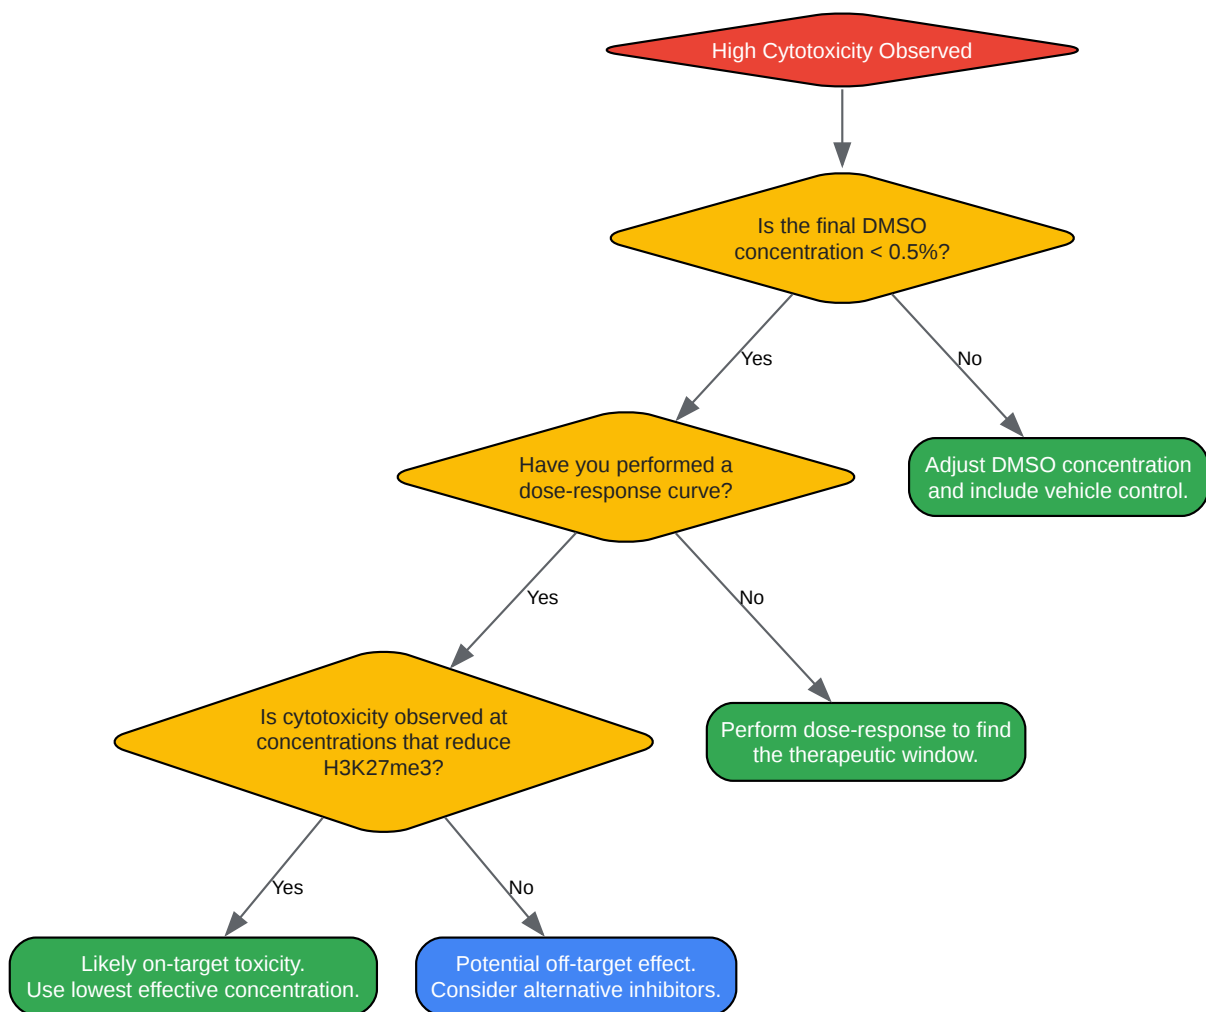 High Cytotoxicity Observed
Is the final DMSO
concentration < 0.5%?
Yes
No
Have you performed a
dose-response curve?
Adjust DMSO concentration
and include vehicle control.
Yes
No
Is cytotoxicity observed at
concentrations that reduce
H3K27me3?
Perform dose-response to find
the therapeutic window.
Yes
No
Likely on-target toxicity.
Use lowest effective concentration.
Potential off-target effect.
Consider alternative inhibitors.